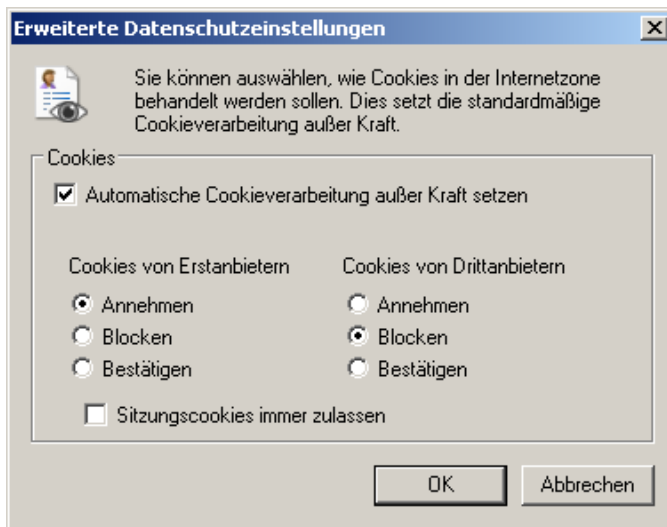 Erweiterte Datenschutzeinstellungen
Sie können auswählen, wie Cookies in der Internetzone
behandelt werden sollen. Dies setzt die standardmäßige
Cookieverarbeitung außer Kraft.
Cookies
Automatische Cookieverarbeitung außer Kraft setzen
Cookies von Erstanbietern
Annehmen
Blocken
Bestätigen
Cookies von Drittanbietern
Annehmen
Blocken
Bestätigen
Sitzungscookies immer zulassen
OK
Abbrechen